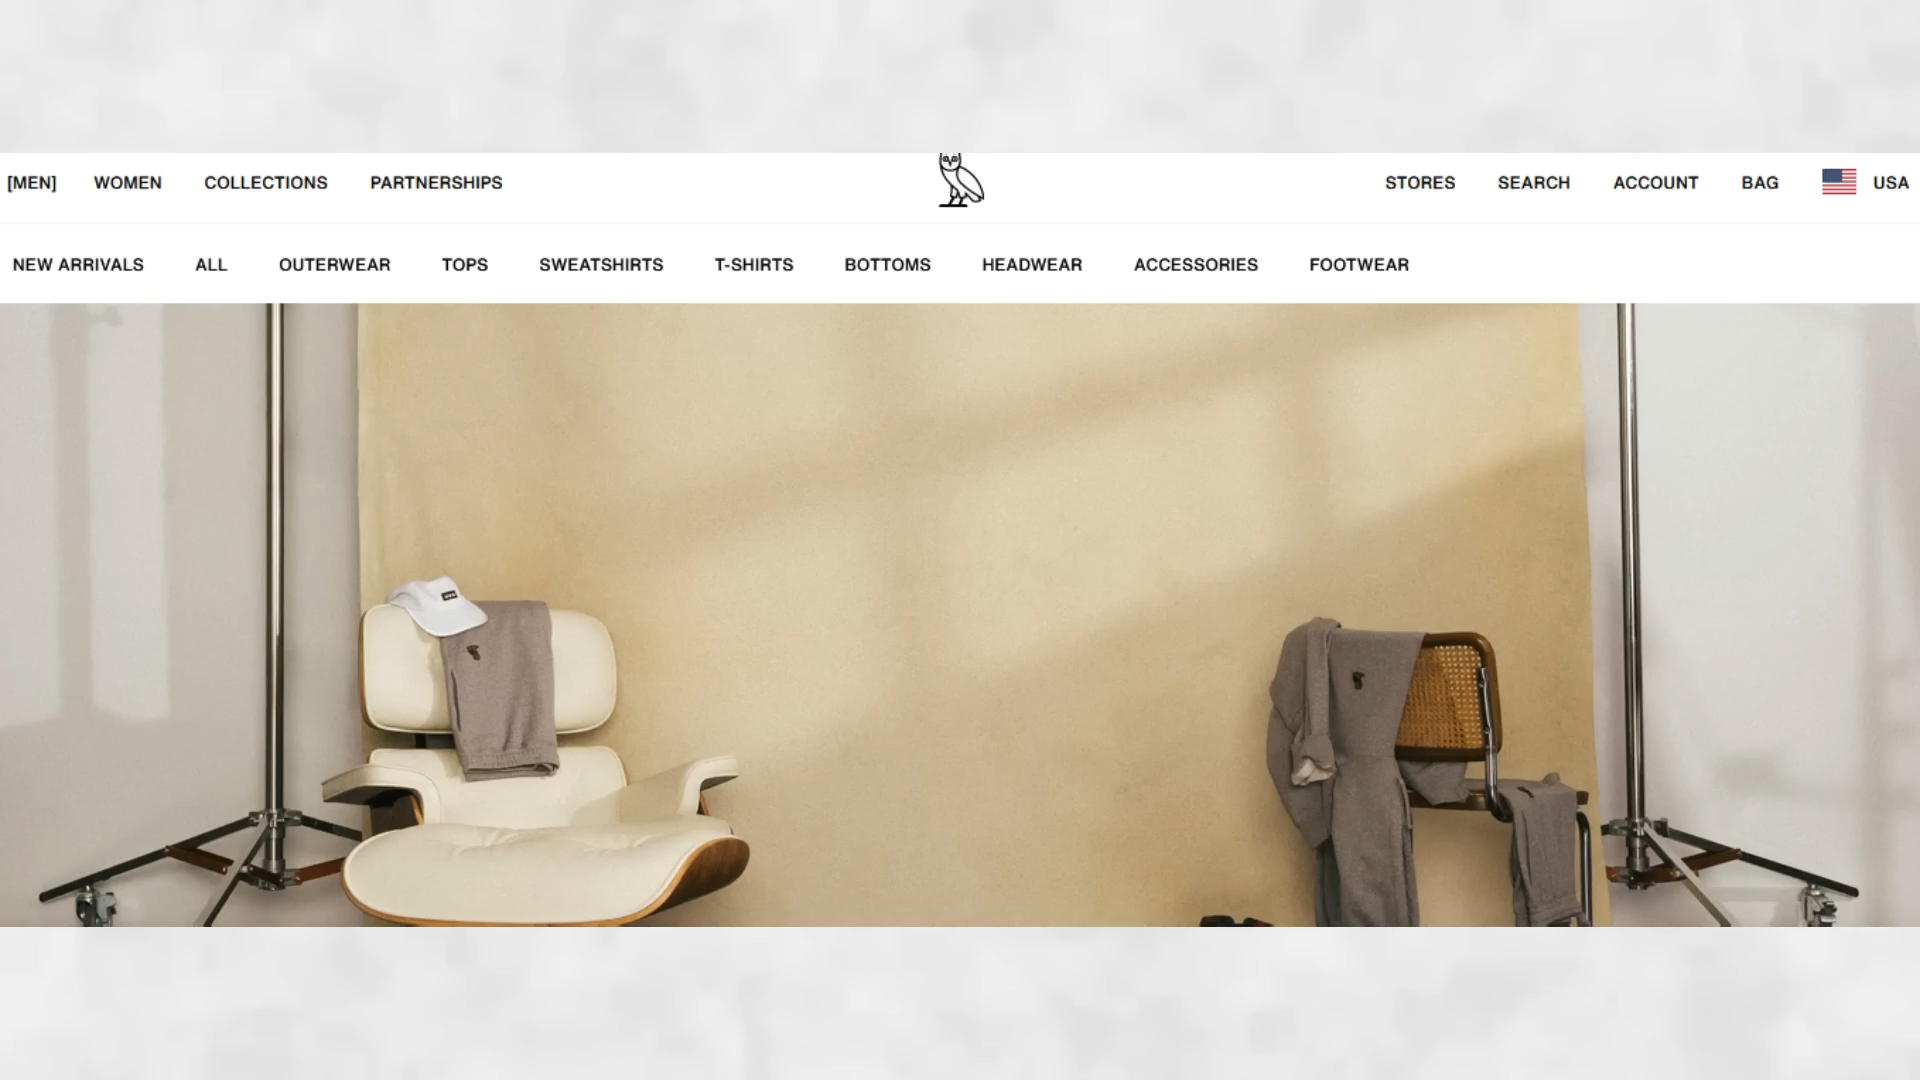 [MEN] WOMEN COLLECTIONS PARTNERSHIPS STORES SEARCH ACCOUNT BAG USA
NEW ARRIVALS ALL OUTERWEAR TOPS SWEATSHIRTS T-SHIRTS BOTTOMS HEADWEAR ACCESSORIES FOOTWEAR